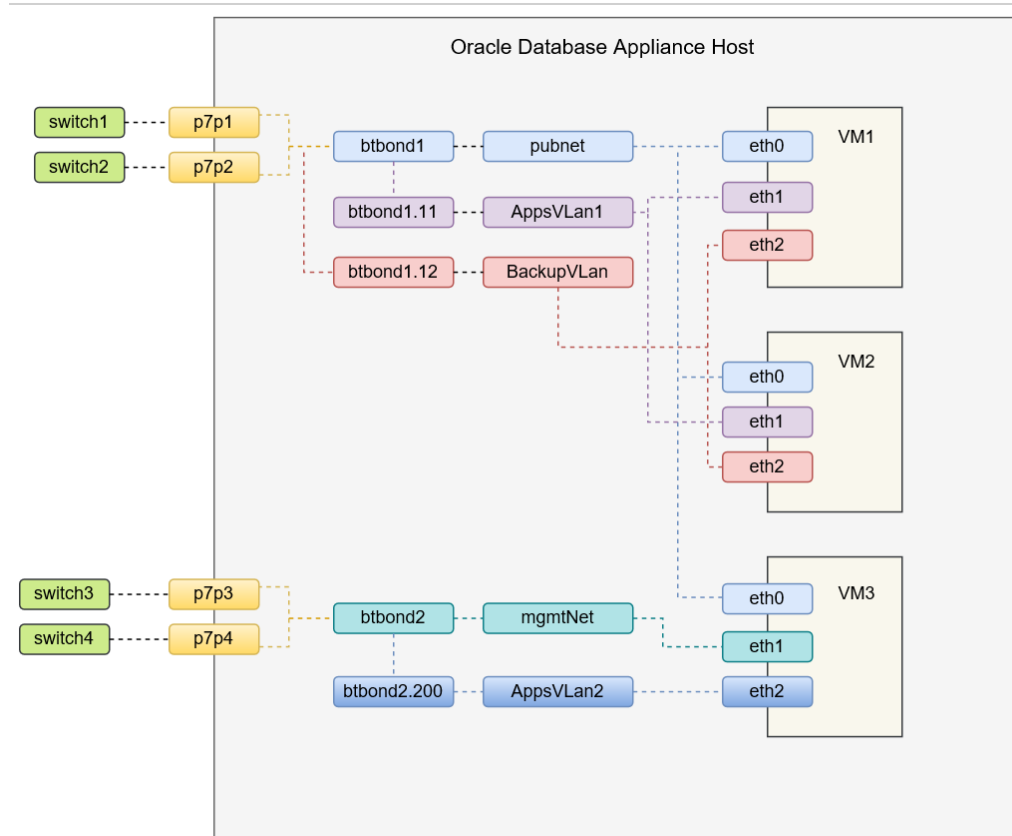 Oracle Database Appliance Host
switch1
p7p1
switch2
p7p2
btbond1
pubnet
eth0
VM1
btbond1.11
AppsVLan1
eth1
btbond1.12
BackupVLan
eth2
eth0
VM2
eth1
eth2
switch3
p7p3
switch4
p7p4
btbond2
mgmtNet
eth0
VM3
eth1
btbond2.200
AppsVLan2
eth2